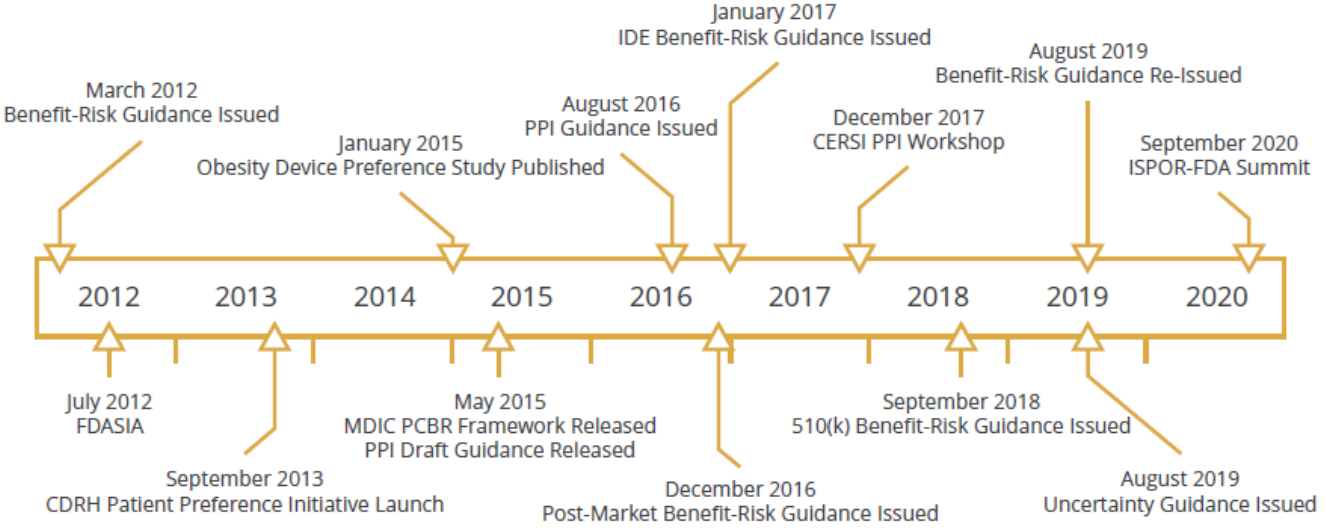 January 2017
IDE Benefit-Risk Guidance Issued
August 2019
Benefit-Risk Guidance Re-Issued
March 2012
Benefit-Risk Guidance Issued
August 2016
PPI Guidance Issued
December 2017
CERSI PPI Workshop
January 2015
Obesity Device Preference Study Published
September 2020
ISPOR-FDA Summit
2012
2013
2014
2015
2016
2017
2018
2019
2020
July 2012
FDASIA
May 2015
MDIC PCBR Framework Released
PPI Draft Guidance Released
September 2018
510(k) Benefit-Risk Guidance Issued
September 2013
CDRH Patient Preference Initiative Launch
December 2016
Post-Market Benefit-Risk Guidance Issued
August 2019
Uncertainty Guidance Issued